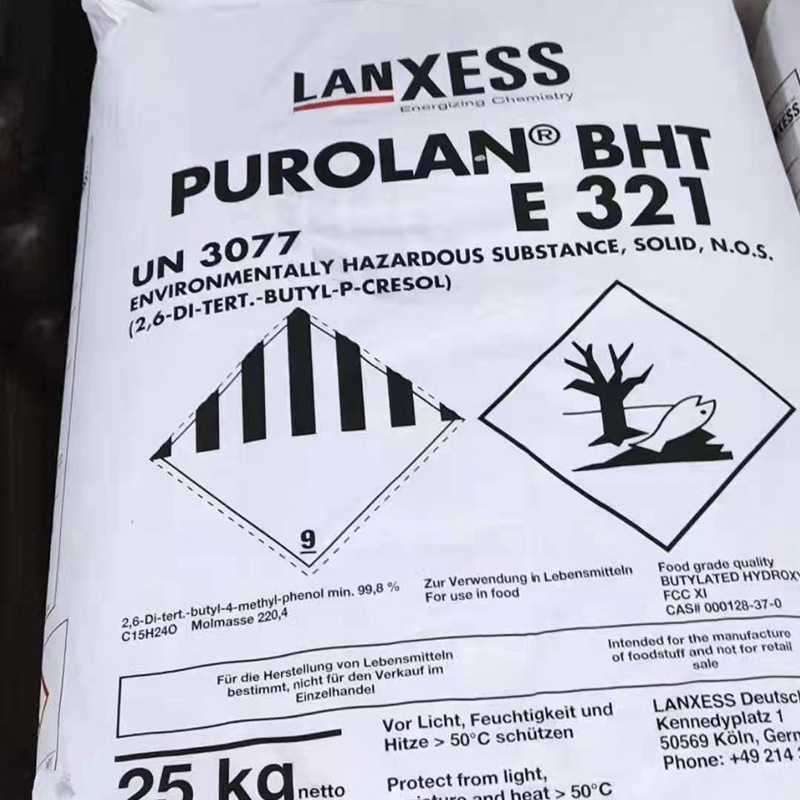 LANXESS
Energizing Chemistry
PUROLAN® BHT
E 321
UN 3077
ENVIRONMENTALLY HAZARDOUS SUBSTANCE, SOLID, N.O.S.
(2,6-DI-TERT.-BUTYL-P-CRESOL)
9
2,6-Di-tert.-butyl-4-methyl-phenol min. 99,8 %
C15H24O Molmasse 220,4
Zur Verwendung in Lebensmitteln
For use in food
Food grade quality
BUTYLATED HYDROXY
FCC XI
CAS# 000128-37-0
Für die Herstellung von Lebensmitteln
bestimmt, nicht für den Verkauf im
Einzelhandel
Intended for the manufacture
of foodstuff and not for retail
sale
25 kg netto
Vor Licht, Feuchtigkeit und
Hitze > 50°C schützen
Protect from light,
and heat > 50°C
LANXESS Deutsc
Kennedyplatz 1
50569 Köln, Germ
Phone: +49 214